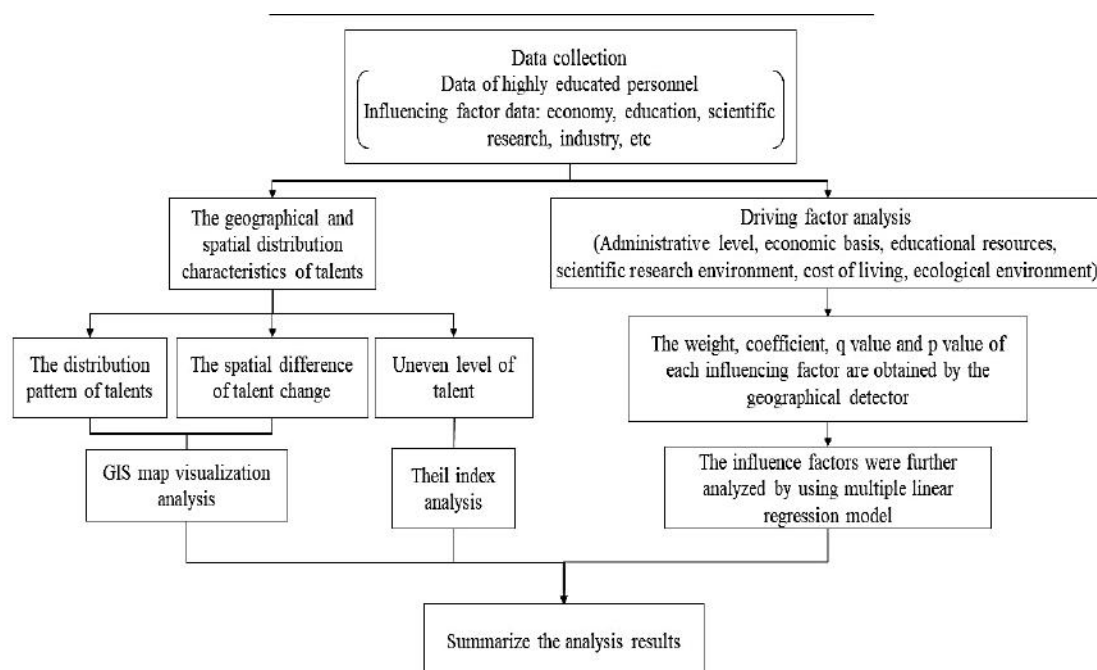 Data collection
Data of highly educated personnel
Influencing factor data: economy, education, scientific
research, industry, etc
The geographical and
spatial distribution
characteristics of talents
Driving factor analysis
(Administrative level, economic basis, educational resources,
scientific research environment, cost of living, ecological environment)
The distribution
pattern of talents
The spatial difference
of talent change
Uneven level of
talent
The weight, coefficient, q value and p value of
each influencing factor are obtained by the
geographical detector
GIS map visualization
analysis
Theil index
analysis
The influence factors were further
analyzed by using multiple linear
regression model
Summarize the analysis results